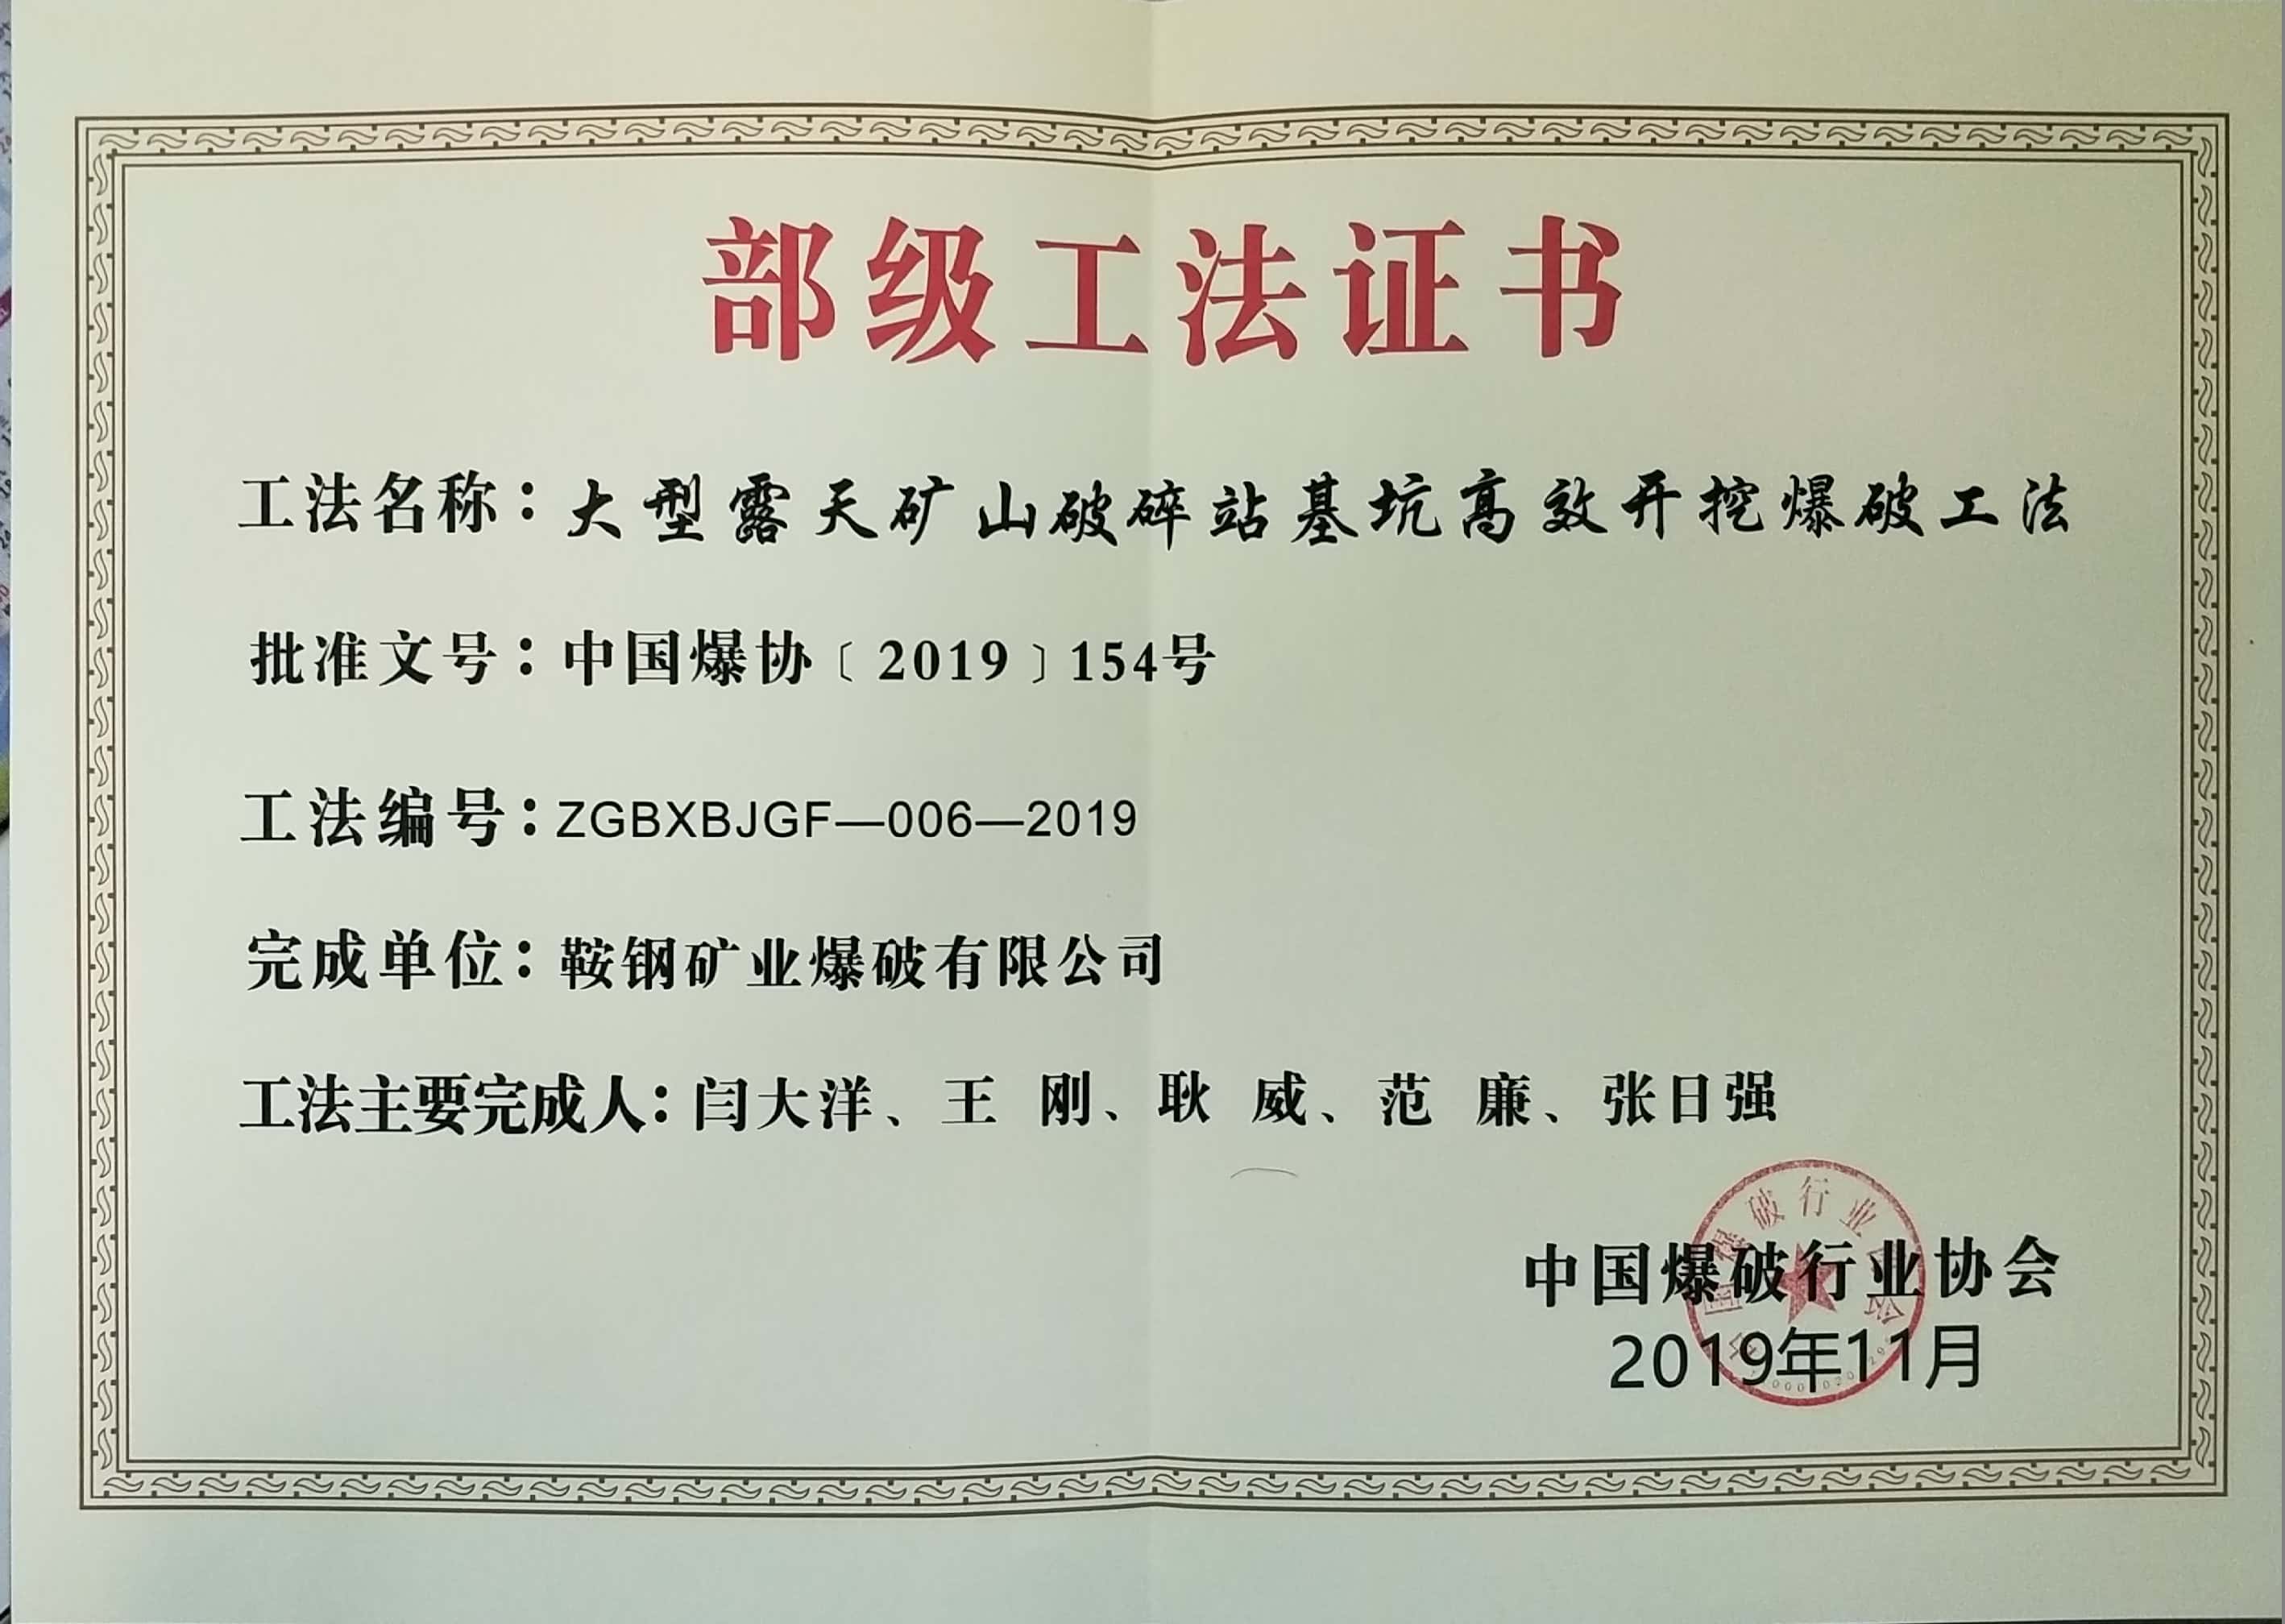 部级工法证书
工法名称：大型露天矿山破碎站基坑高效开挖爆破工法
批准文号：中国爆协〔2019〕154号
工法编号：ZGBXBJGF—006—2019
完成单位：鞍钢矿业爆破有限公司
工法主要完成人：闫大洋、王 刚、耿 威、范 廉、张日强
中国爆破行业协会
2019年11月